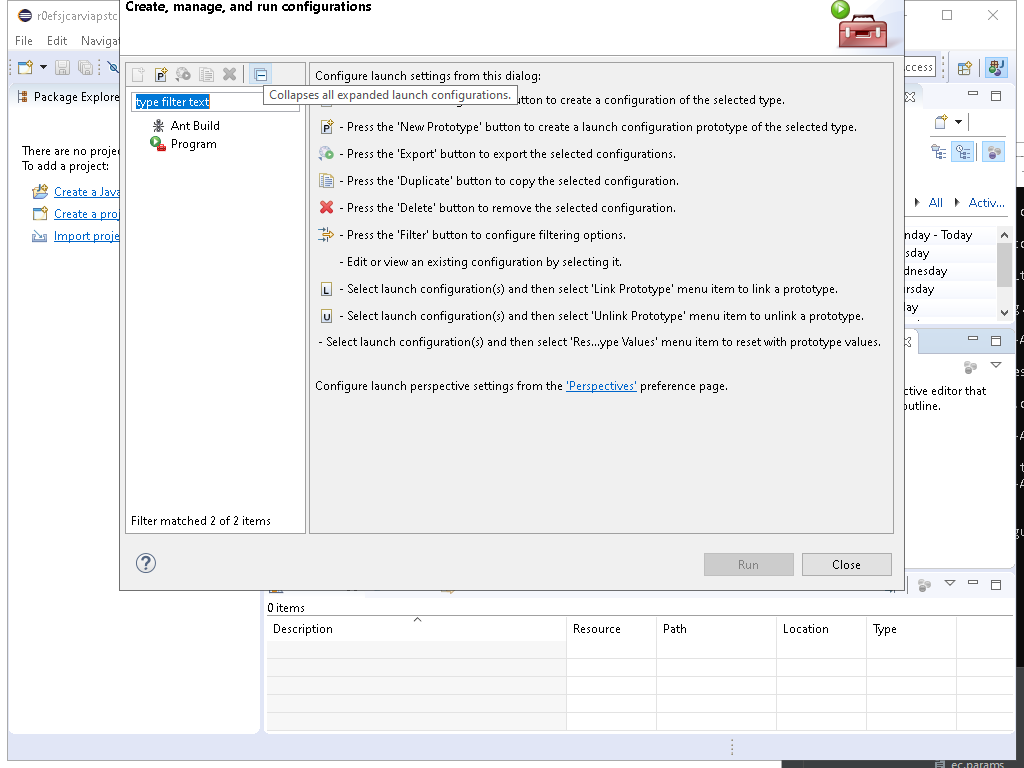 Create, manage, and run configurations
r0efsjcarviapstc
File Edit Naviga
Package Explore
type filter text
Ant Build
Program
Filter matched 2 of 2 items
There are no proje
To add a project:
Create a Java
Create a proj
Import proje
Configure launch settings from this dialog:
Collapses all expanded launch configurations.
utton to create a configuration of the selected type.
- Press the 'New Prototype' button to create a launch configuration prototype of the selected type.
- Press the 'Export' button to export the selected configurations.
- Press the 'Duplicate' button to copy the selected configuration.
- Press the 'Delete' button to remove the selected configuration.
- Press the 'Filter' button to configure filtering options.
- Edit or view an existing configuration by selecting it.
L - Select launch configuration(s) and then select 'Link Prototype' menu item to link a prototype.
U - Select launch configuration(s) and then select 'Unlink Prototype' menu item to unlink a prototype.
- Select launch configuration(s) and then select 'Res...ype Values' menu item to reset with prototype values.
Configure launch perspective settings from the 'Perspectives' preference page.
Run Close
ccess
All Activ...
nday - Today
sday
dnesday
rsday
ay
ctive editor that
outline.
0 items
Description Resource Path Location Type
ec.params